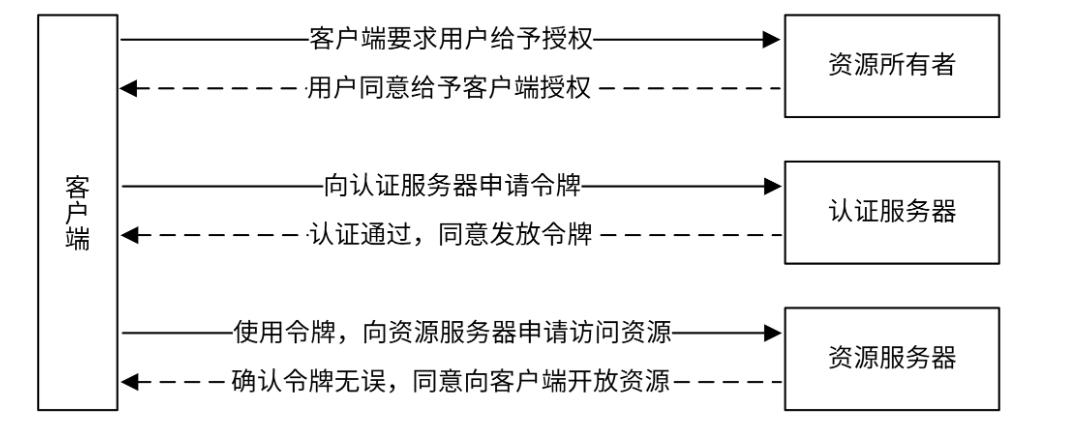 客户端要求用户给予授权
资源所有者
用户同意给予客户端授权
客户端
向认证服务器申请令牌
认证服务器
认证通过，同意发放令牌
使用令牌，向资源服务器申请访问资源
资源服务器
确认令牌无误，同意向客户端开放资源